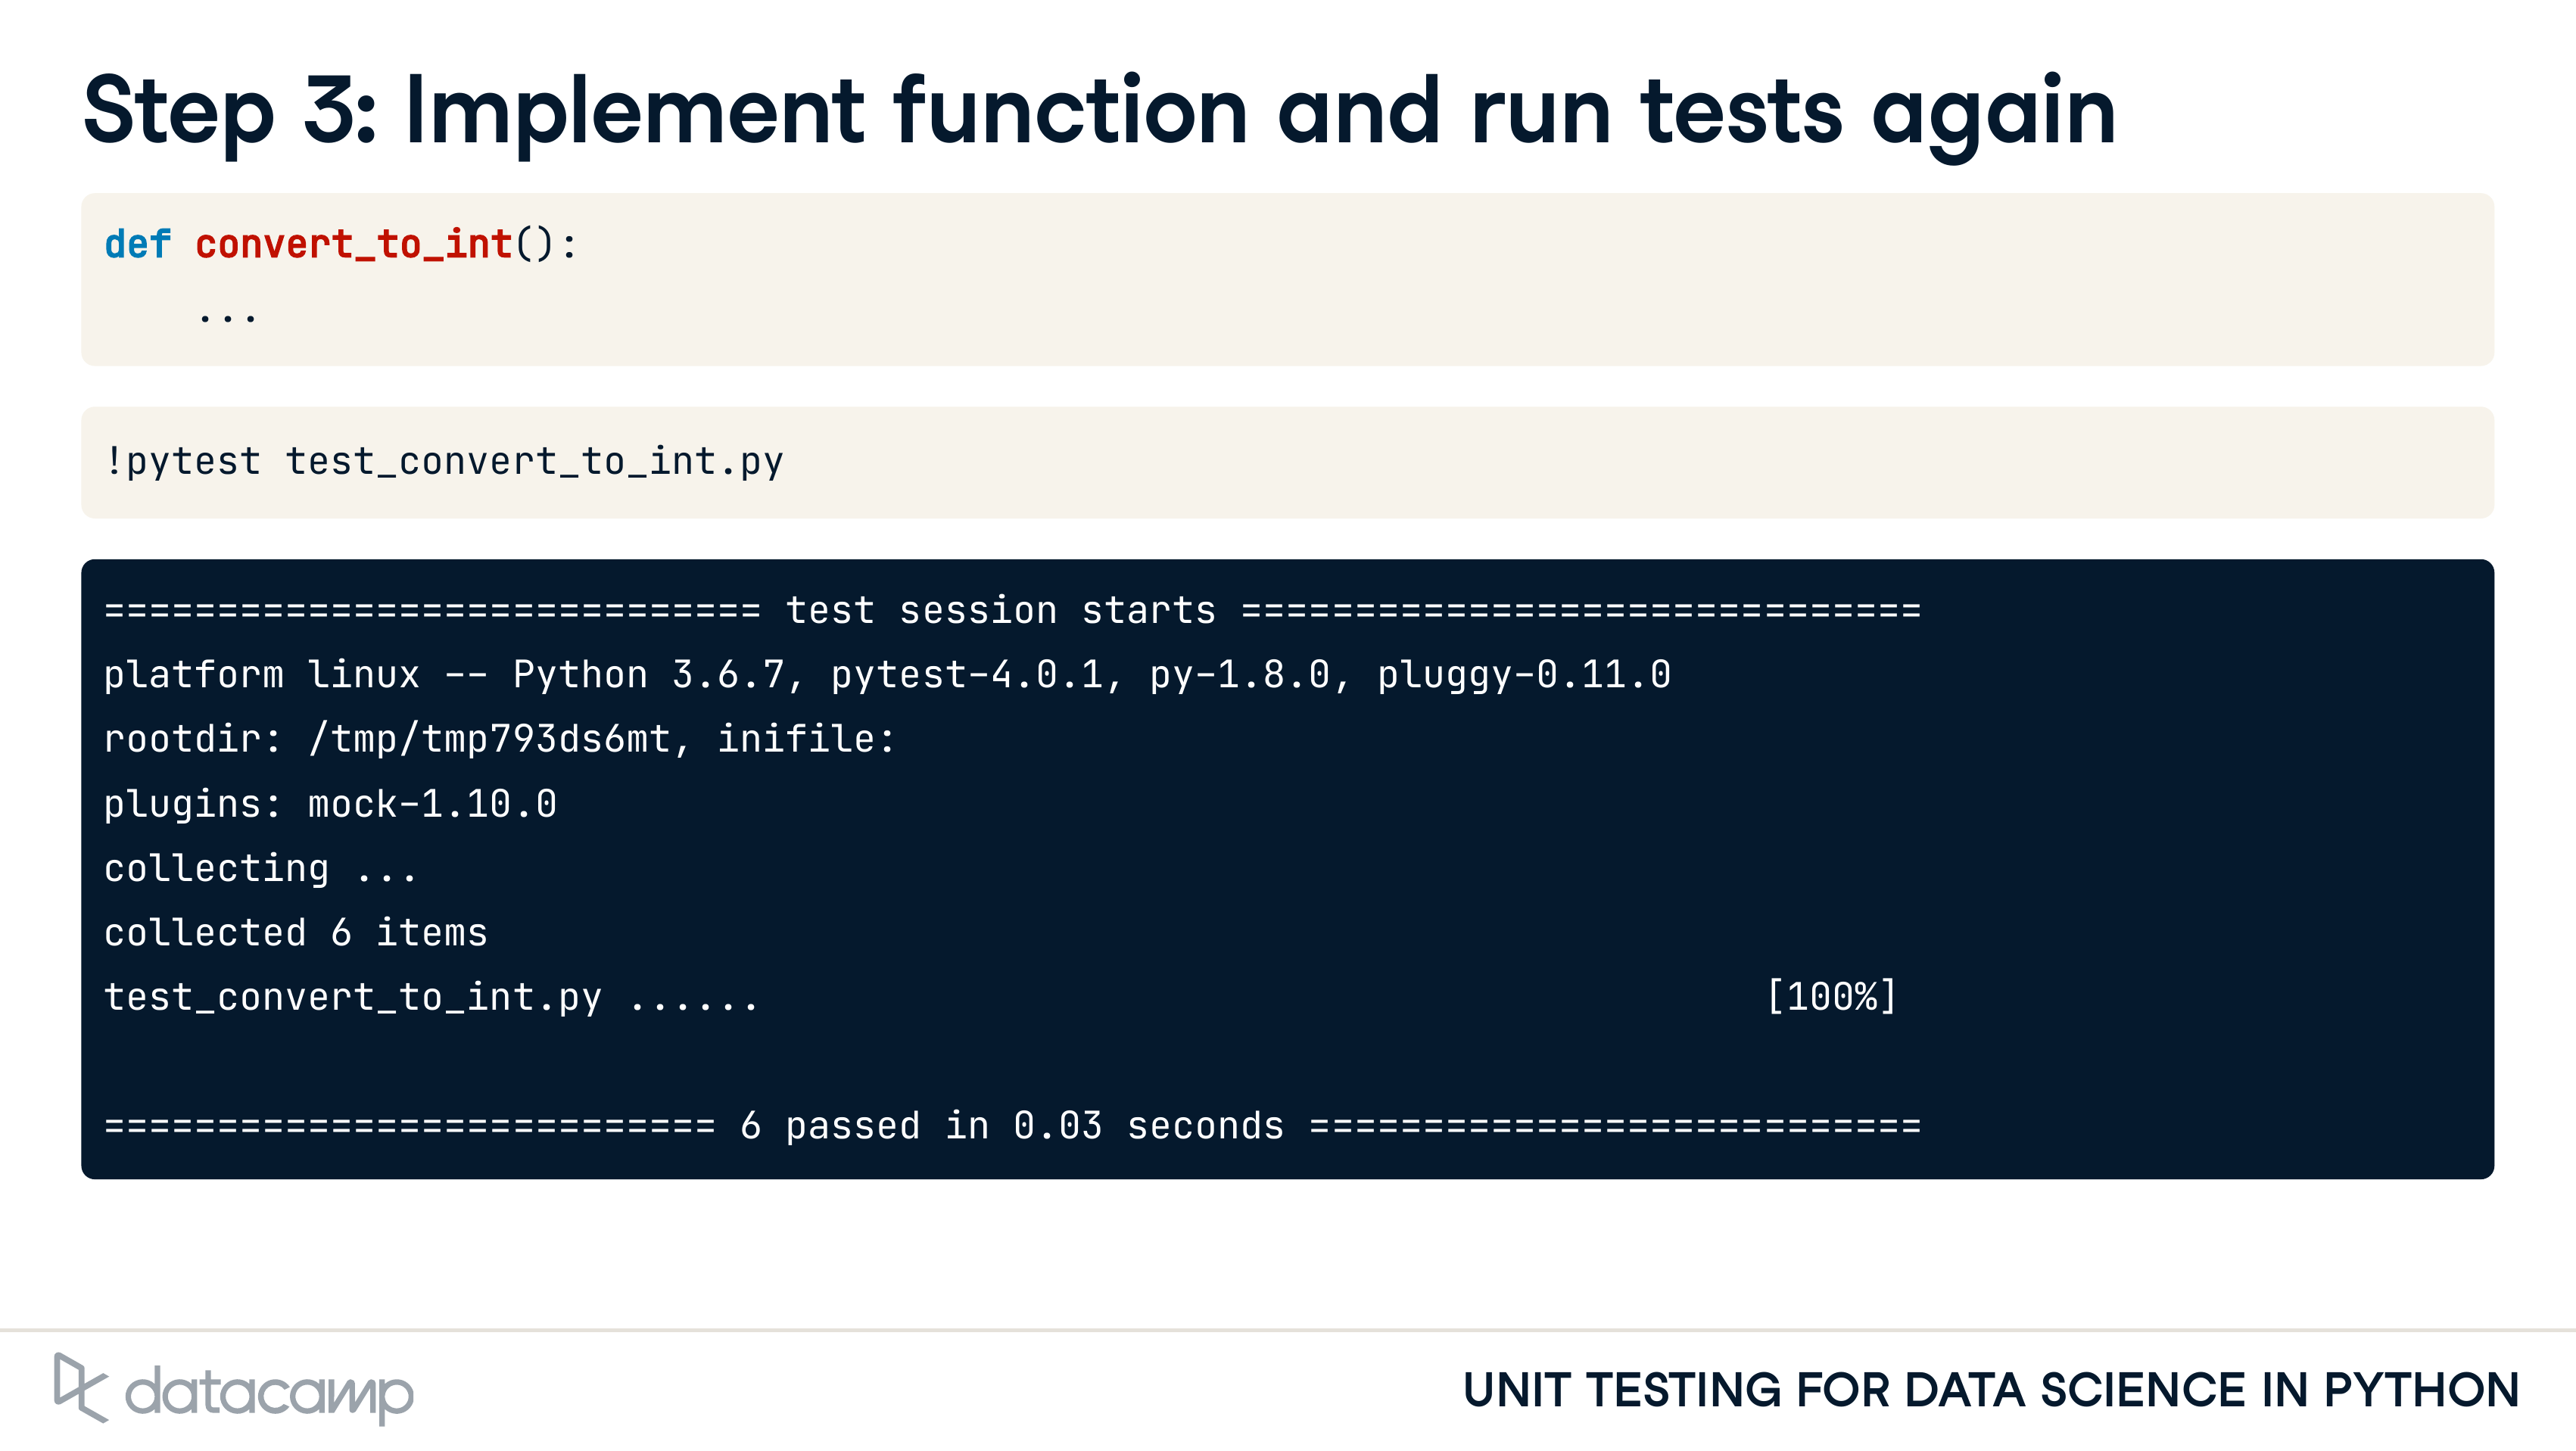 Step 3: Implement function and run tests again
def convert_to_int():
    ...
!pytest test_convert_to_int.py
============================= test session starts ==============================
platform linux -- Python 3.6.7, pytest-4.0.1, py-1.8.0, pluggy-0.11.0
rootdir: /tmp/tmp793ds6mt, inifile:
plugins: mock-1.10.0
collecting ...
collected 6 items
test_convert_to_int.py ......                                            [100%]
=========================== 6 passed in 0.03 seconds ===========================
datacamp
UNIT TESTING FOR DATA SCIENCE IN PYTHON